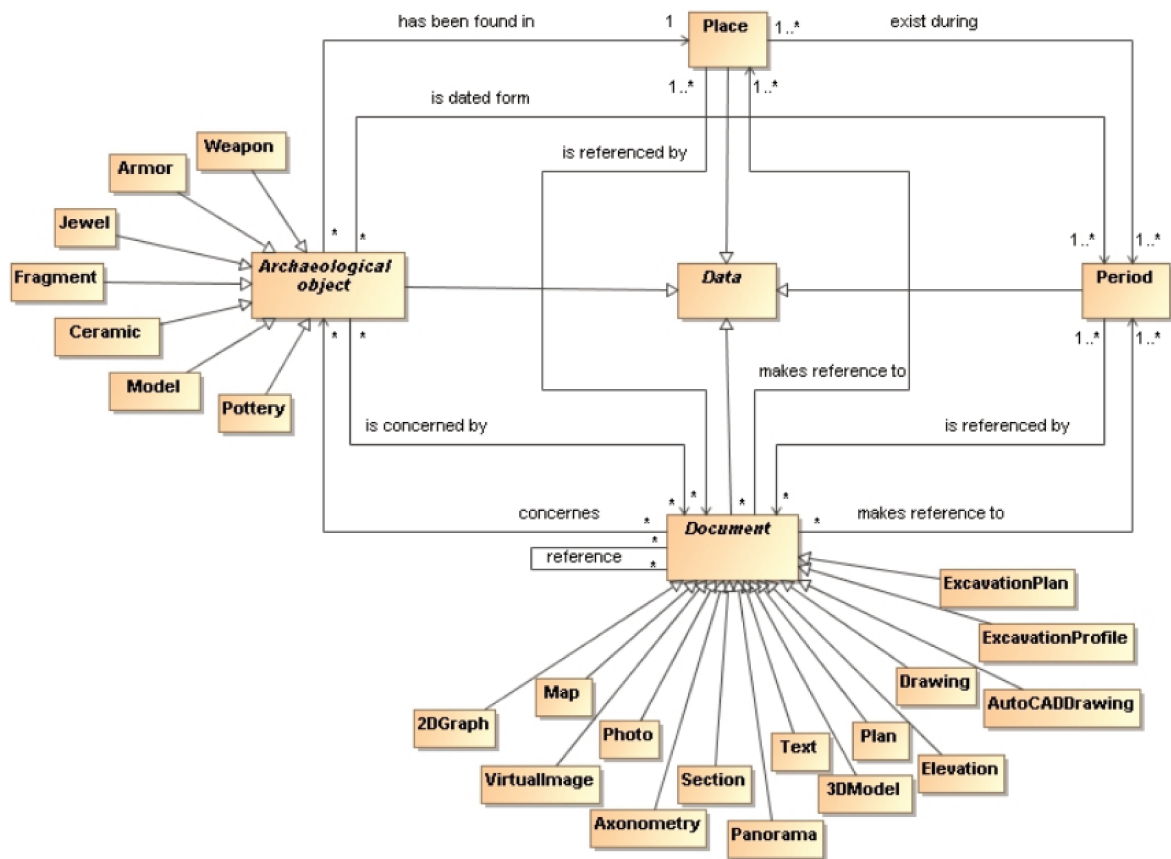 has been found in
1
Place
1..*
exist during
1..*
1..*
is dated form
Weapon
is referenced by
Armor
Jewel
*
*
1..*
1..*
Fragment
Archaeological
object
Data
Period
Ceramic
*
*
1..*
1..*
Model
makes reference to
Pottery
is concerned by
is referenced by
*
*
*
*
concernes
*
Document
*
makes reference to
*
reference
*
ExcavationPlan
ExcavationProfile
Drawing
Map
AutoCADDrawing
2DGraph
Photo
Plan
Text
VirtualImage
Section
Elevation
3DModel
Axonometry
Panorama